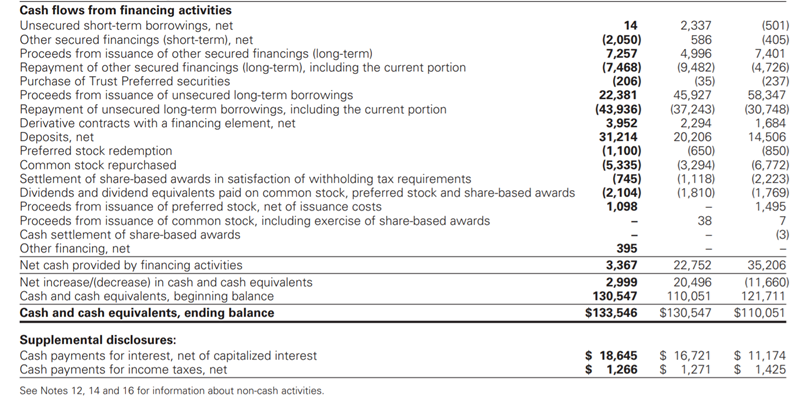 Cash flows from financing activities
Unsecured short-term borrowings, net 14 2,337 (501)
Other secured financings (short-term), net (2,050) 586 (405)
Proceeds from issuance of other secured financings (long-term) 7,257 4,996 7,401
Repayment of other secured financings (long-term), including the current portion (7,468) (9,482) (4,726)
Purchase of Trust Preferred securities (206) (35) (237)
Proceeds from issuance of unsecured long-term borrowings 22,381 45,927 58,347
Repayment of unsecured long-term borrowings, including the current portion (43,936) (37,243) (30,748)
Derivative contracts with a financing element, net 3,952 2,294 1,684
Deposits, net 31,214 20,206 14,506
Preferred stock redemption (1,100) (650) (850)
Common stock repurchased (5,335) (3,294) (6,772)
Settlement of share-based awards in satisfaction of withholding tax requirements (745) (1,118) (2,223)
Dividends and dividend equivalents paid on common stock, preferred stock and share-based awards (2,104) (1,810) (1,769)
Proceeds from issuance of preferred stock, net of issuance costs 1,098 – 1,495
Proceeds from issuance of common stock, including exercise of share-based awards – 38 7
Cash settlement of share-based awards – – (3)
Other financing, net 395 – –
Net cash provided by financing activities 3,367 22,752 35,206
Net increase/(decrease) in cash and cash equivalents 2,999 20,496 (11,660)
Cash and cash equivalents, beginning balance 130,547 110,051 121,711
Cash and cash equivalents, ending balance $133,546 $130,547 $110,051
Supplemental disclosures:
Cash payments for interest, net of capitalized interest $ 18,645 $ 16,721 $ 11,174
Cash payments for income taxes, net $ 1,266 $ 1,271 $ 1,425
See Notes 12, 14 and 16 for information about non-cash activities.